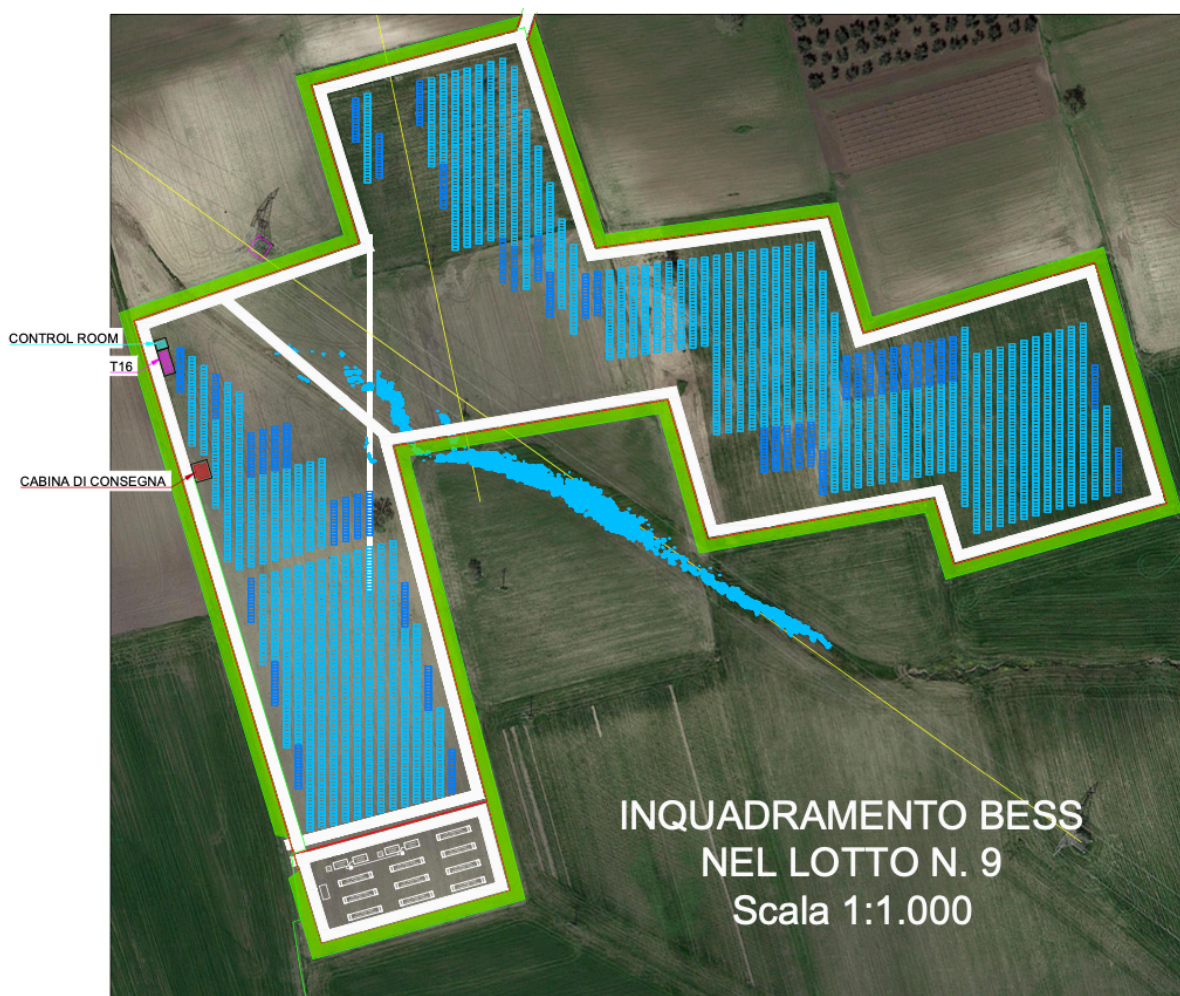 CONTROL ROOM
T16
CABINA DI CONSEGNA
INQUADRAMENTO BESS
NEL LOTTO N. 9
Scala 1:1.000